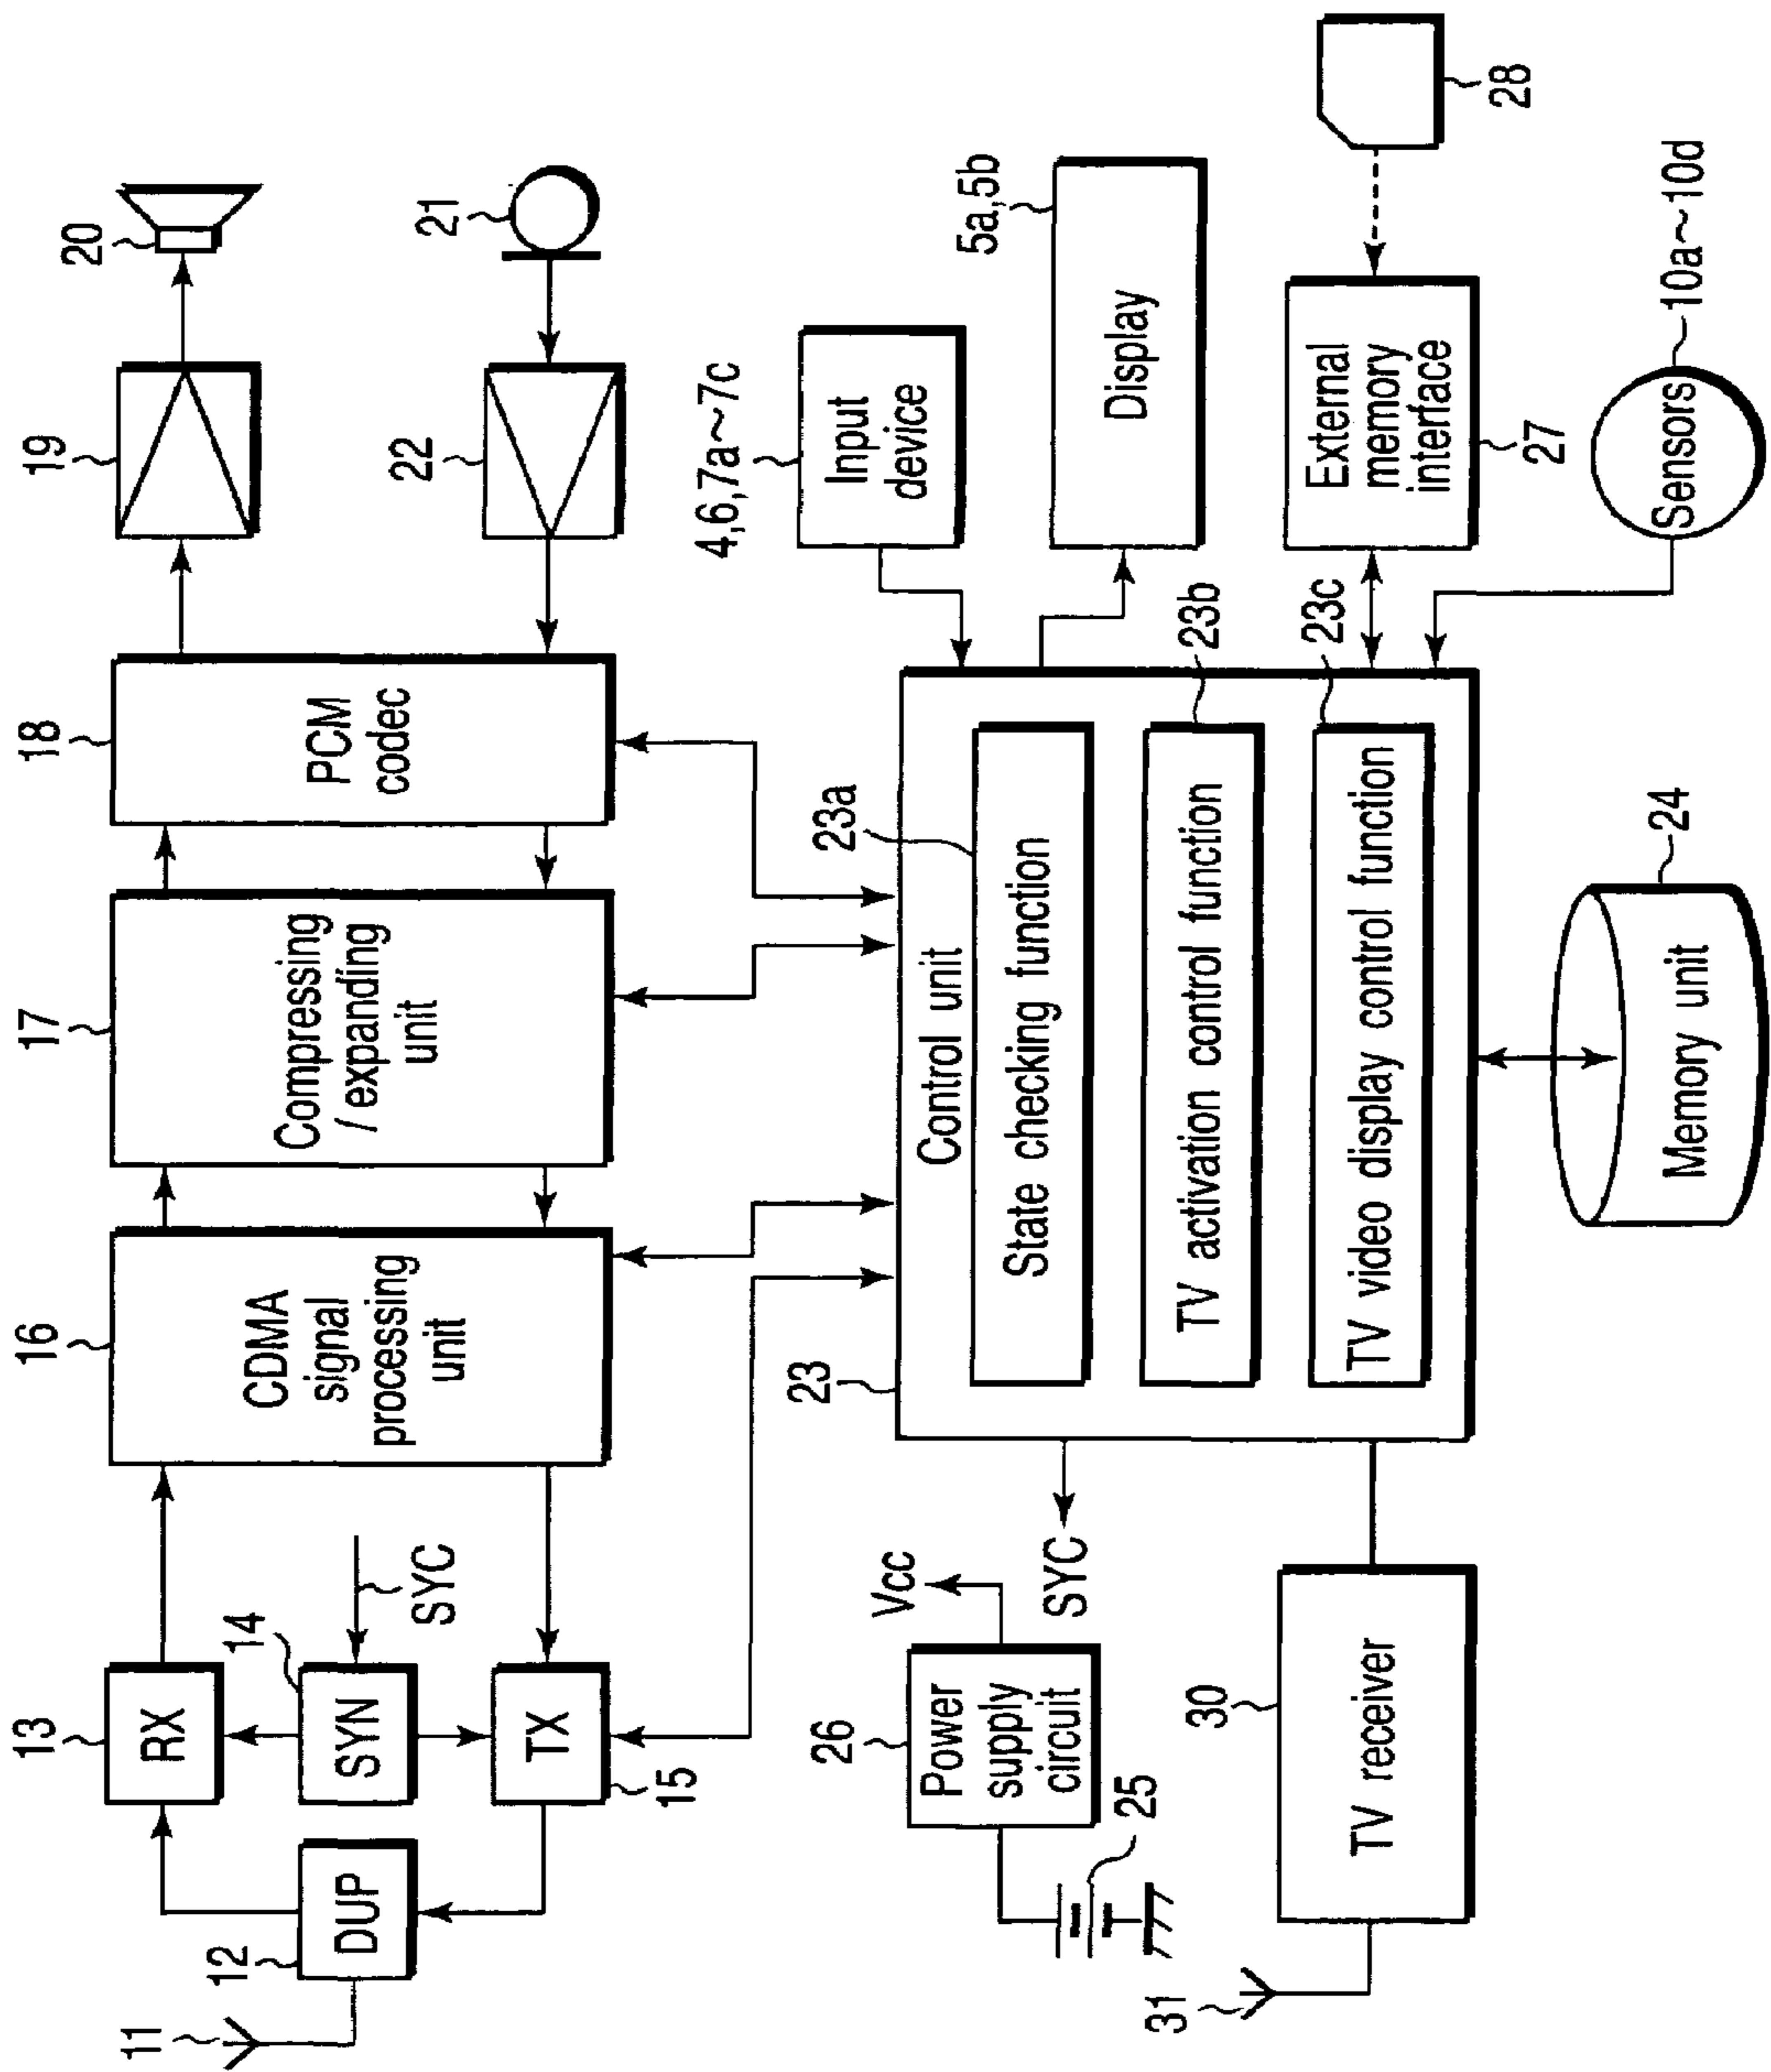 11
12
DUP
13
RX
14
SYN
SYC
TX
15
16
CDMA
signal
processing
unit
17
Compressing
/ expanding
unit
18
PCM
codec
19
20
21
22
4,6,7a~7c
Input
device
5a,5b
Display
23
Control unit
23a
State checking function
23b
TV activation control function
23c
TV video display control function
External
memory
interface
27
28
Sensors
10a~10d
24
Memory unit
25
26
Power
supply
circuit
Vcc
SYC
30
TV receiver
31